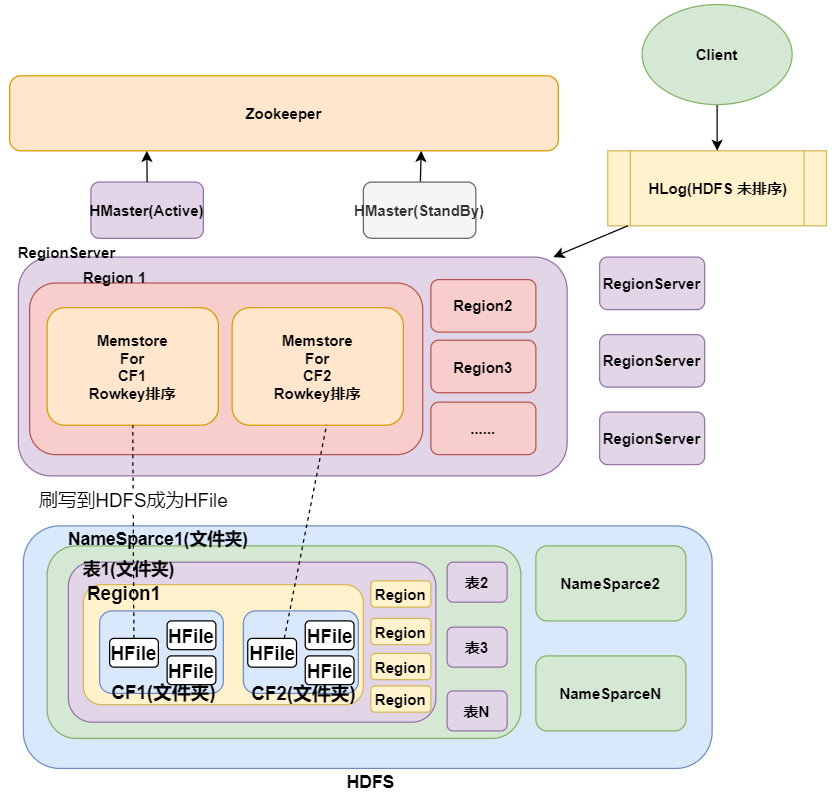 Client
Zookeeper
HLog(HDFS 未排序)
HMaster(Active)
HMaster(StandBy)
RegionServer
Region 1
Memstore
For
CF1
Rowkey排序
Memstore
For
CF2
Rowkey排序
Region2
Region3
......
RegionServer
RegionServer
RegionServer
刷写到HDFS成为HFile
NameSparce1(文件夹)
表1(文件夹)
Region1
HFile
HFile
HFile
CF1(文件夹)
HFile
HFile
HFile
CF2(文件夹)
Region
Region
Region
Region
表2
表3
表N
NameSparce2
NameSparceN
HDFS